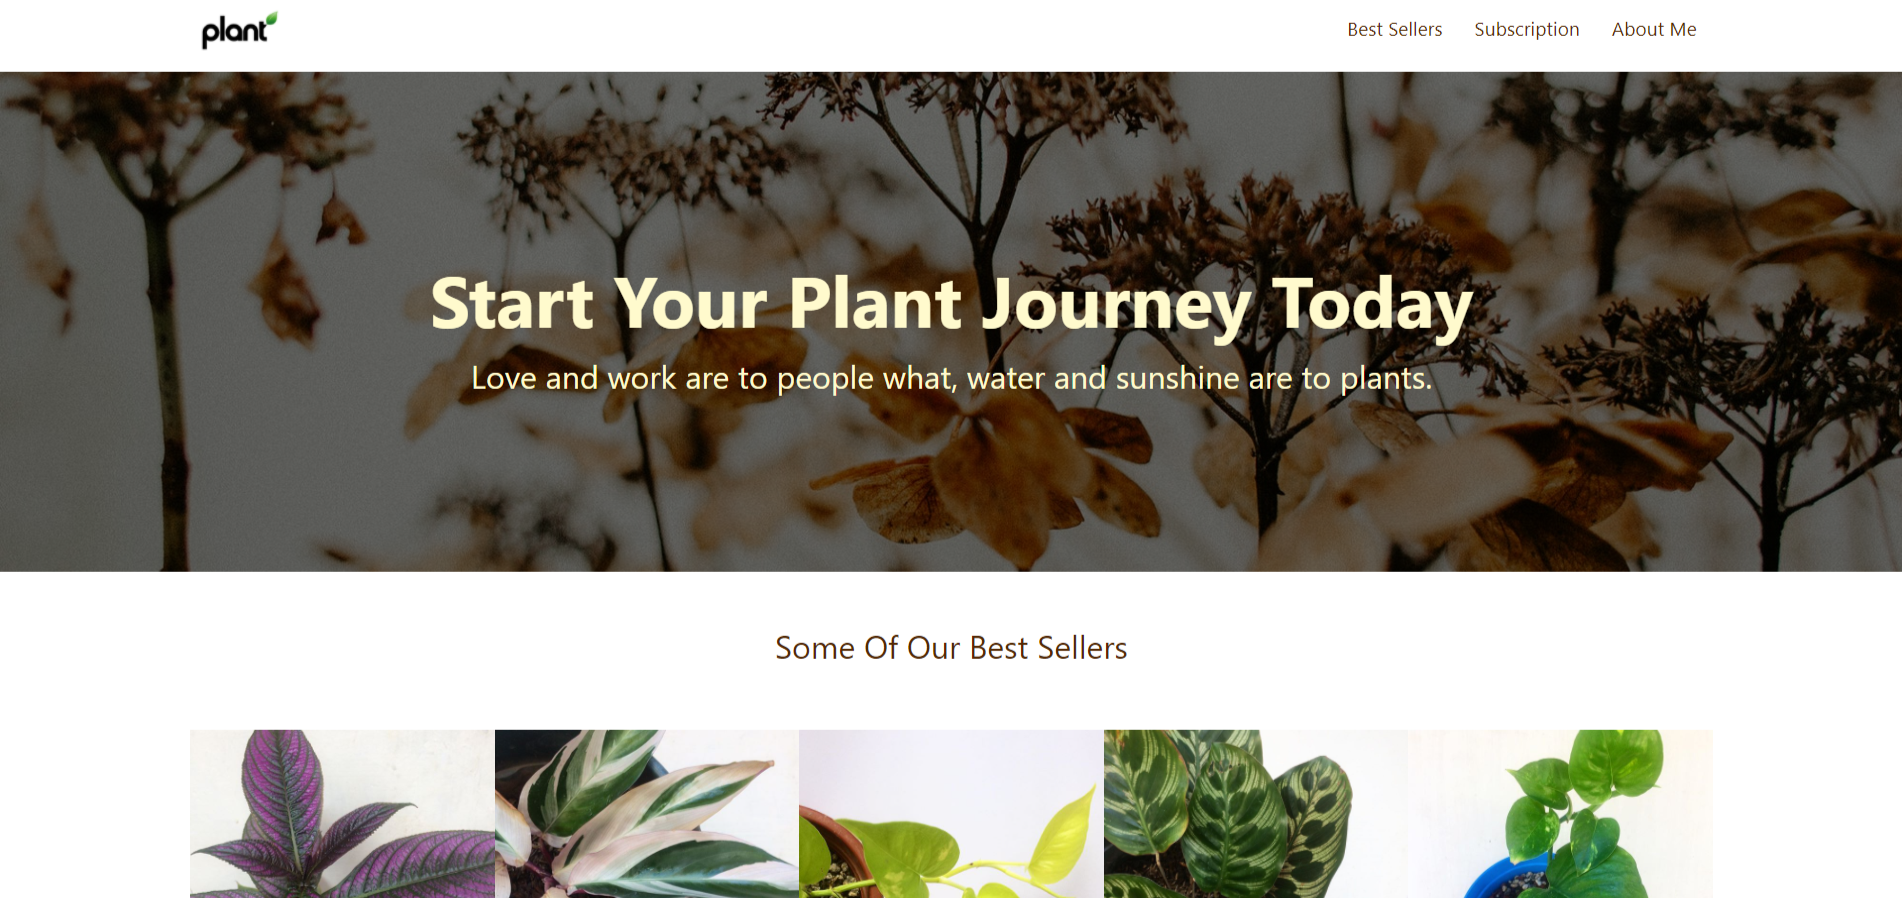 plant
Best Sellers
Subscription
About Me
Start Your Plant Journey Today
Love and work are to people what, water and sunshine are to plants.
Some Of Our Best Sellers